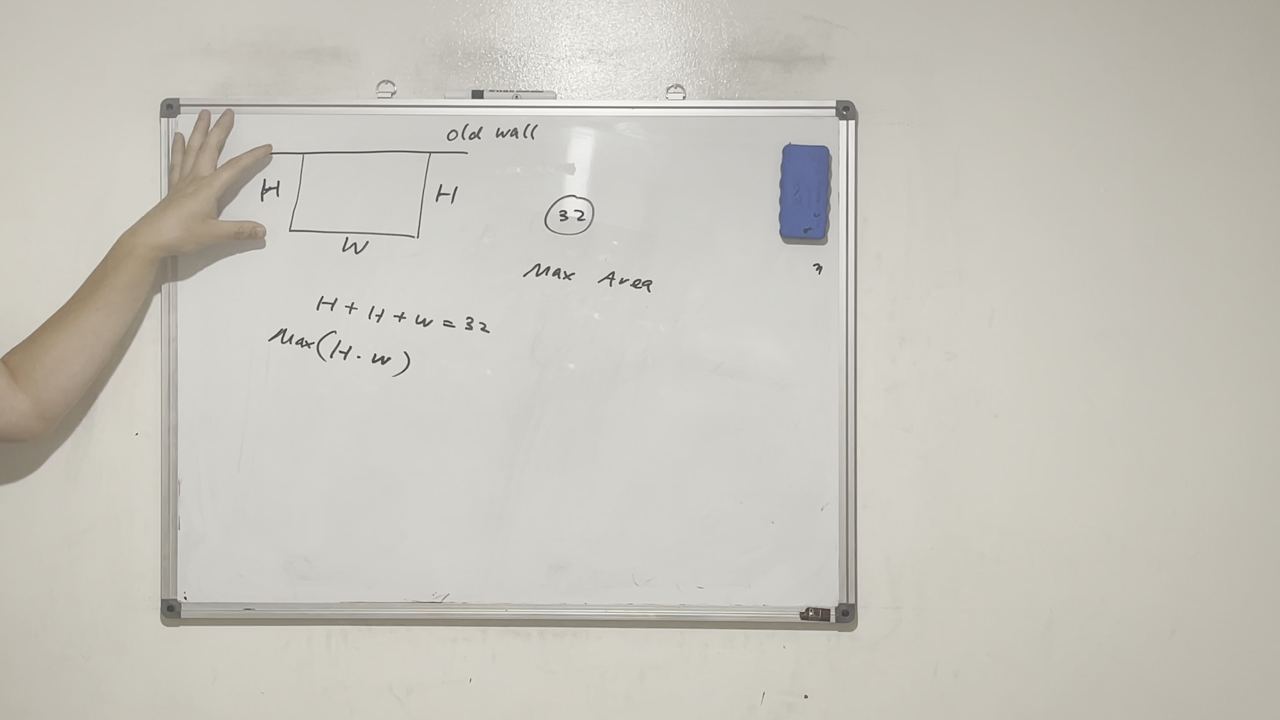 old wall
H
H
W
32
Max Area
H + H + W = 32
Max(H · W)